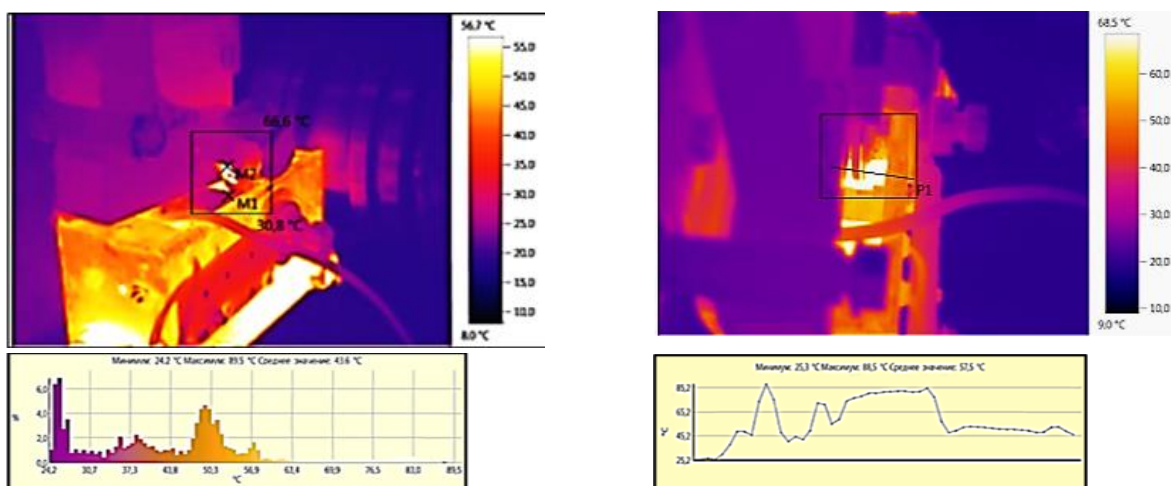 56,7 °C
55,0
50,0
45,0
40,0
35,0
30,0
25,0
20,0
15,0
10,0
8,0 °C
66,6 °C
M2
M1
30,8 °C
68,5 °C
60,0
50,0
40,0
30,0
20,0
10,0
9,0 °C
P1
Минимум: 24,2 °C Максимум: 89,5 °C Среднее значение: 43,6 °C
6,0
4,0
2,0
0,0
24,2 30,7 37,3 43,8 50,3 56,9 63,4 69,9 76,5 83,0 89,5
°C
Минимум: 25,3 °C Максимум: 88,5 °C Среднее значение: 57,5 °C
85,2
65,2
45,2
25,2
°C